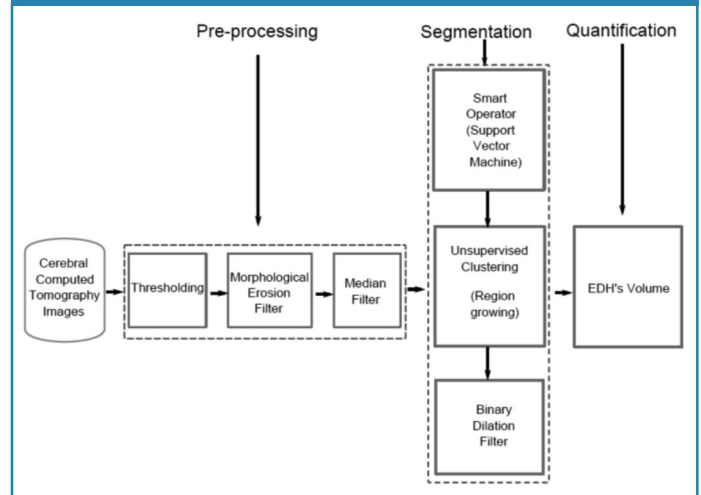 Pre-processing
Segmentation
Quantification
Cerebral
Computed
Tomography
Images
Thresholding
Morphological
Erosion
Filter
Median
Filter
Smart
Operator
(Support
Vector
Machine)
Unsupervised
Clustering
(Region
growing)
Binary
Dilation
Filter
EDH's Volume